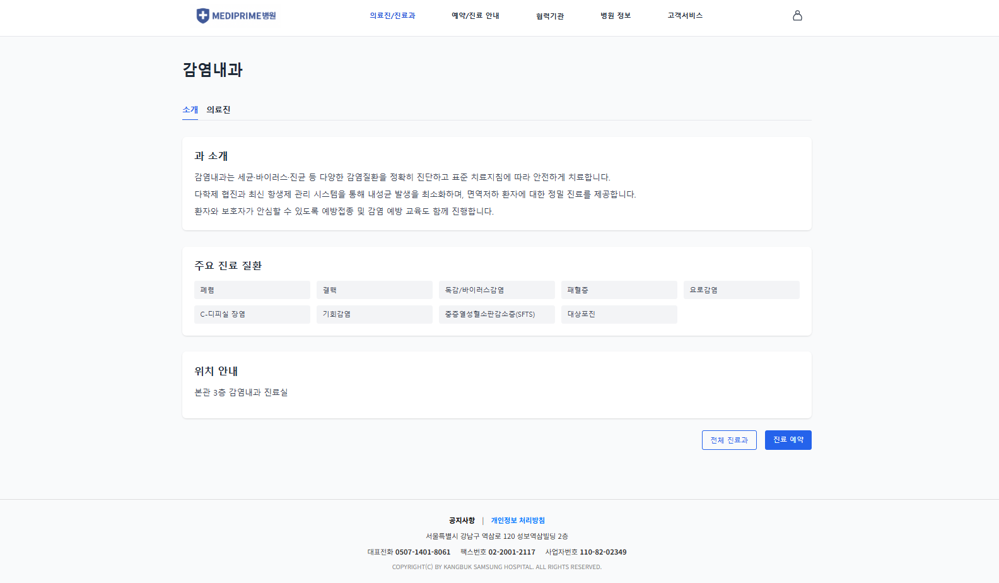 MEDIPRIME병원
의료진/진료과 예약/진료 안내 협력기관 병원 정보 고객서비스
감염내과
소개 의료진
과 소개
감염내과는 세균·바이러스·진균 등 다양한 감염질환을 정확히 진단하고 표준 치료지침에 따라 안전하게 치료합니다.
다학제 협진과 최신 항생제 관리 시스템을 통해 내성균 발생을 최소화하며, 면역저하 환자에 대한 정밀 진료를 제공합니다.
환자와 보호자가 안심할 수 있도록 예방접종 및 감염 예방 교육도 함께 진행합니다.
주요 진료 질환
폐렴 결핵 독감/바이러스감염 패혈증 요로감염
C-디피실 장염 기회감염 중증열성혈소판감소증(SFTS) 대상포진
위치 안내
본관 3층 감염내과 진료실
전체 진료과 진료 예약
공지사항 | 개인정보 처리방침
서울특별시 강남구 역삼로 120 성보역삼빌딩 2층
대표전화 0507-1401-8061 팩스번호 02-2001-2117 사업자번호 110-82-02349
COPYRIGHT(C) BY KANGBUK SAMSUNG HOSPITAL. ALL RIGHTS RESERVED.